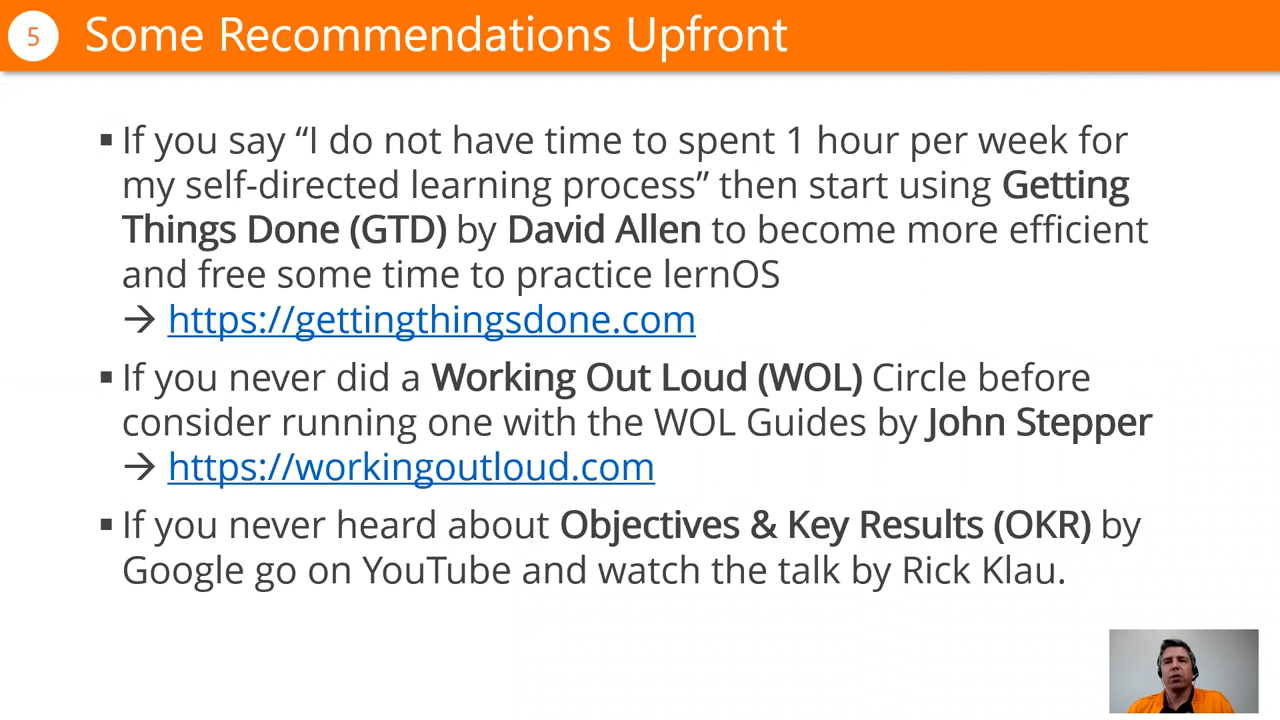 5
Some Recommendations Upfront
▪ If you say “I do not have time to spent 1 hour per week for
my self-directed learning process” then start using Getting
Things Done (GTD) by David Allen to become more efficient
and free some time to practice lernOS
→ https://gettingthingsdone.com
▪ If you never did a Working Out Loud (WOL) Circle before
consider running one with the WOL Guides by John Stepper
→ https://workingoutloud.com
▪ If you never heard about Objectives & Key Results (OKR) by
Google go on YouTube and watch the talk by Rick Klau.